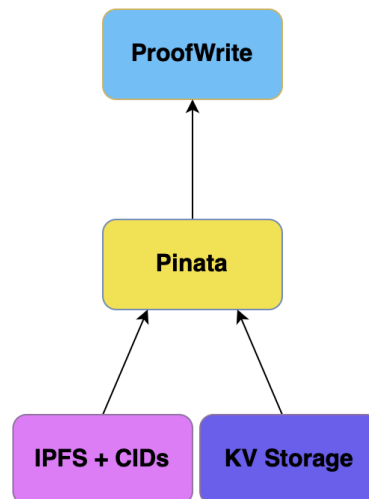 ProofWrite
Pinata
IPFS + CIDs
KV Storage